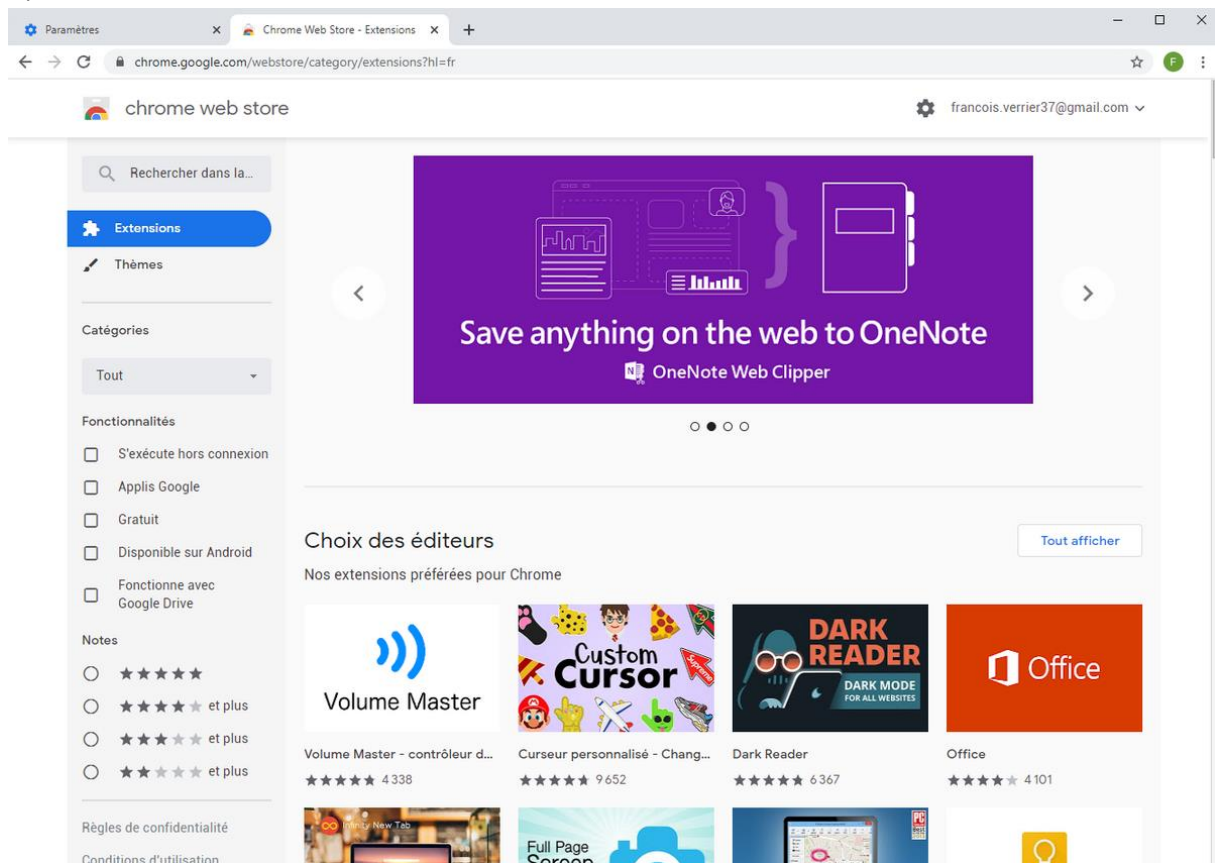 Paramètres
Chrome Web Store - Extensions
chrome.google.com/webstore/category/extensions?hl=fr
F
chrome web store
francois.verrier37@gmail.com
Rechercher dans la...
Extensions
Thèmes
Catégories
Tout
Fonctionnalités
S'exécute hors connexion
Applis Google
Gratuit
Disponible sur Android
Fonctionne avec
Google Drive
Notes
et plus
et plus
et plus
Règles de confidentialité
Conditions d'utilisation
Save anything on the web to OneNote
N
OneNote Web Clipper
Choix des éditeurs
Tout afficher
Nos extensions préférées pour Chrome
Volume Master
Custom
Cursor
Supreme
DARK
READER
DARK MODE
FOR ALL WEBSITES
Office
Volume Master - contrôleur d...
4 338
Curseur personnalisé - Chang...
9 652
Dark Reader
6 367
Office
4 101
Infinity New Tab
Full Page
Screen
PC